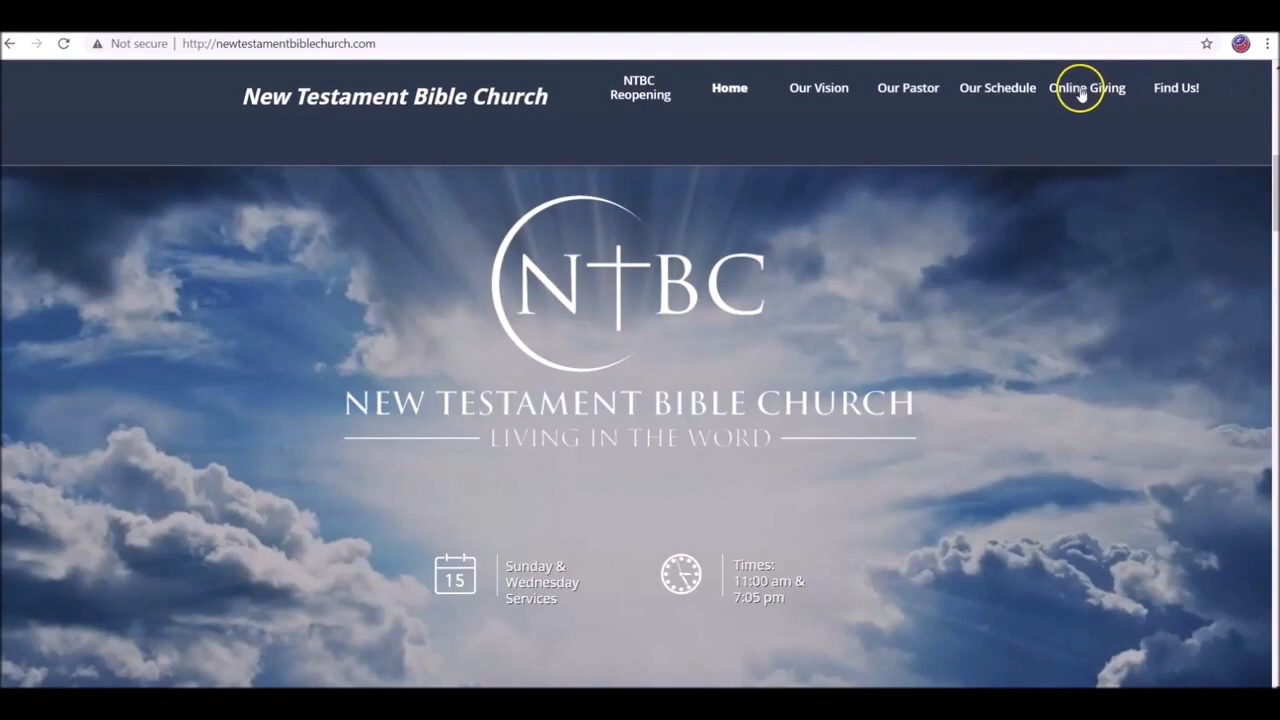 Not secure | http://newtestamentbiblechurch.com
New Testament Bible Church
NTBC
Reopening
Home
Our Vision
Our Pastor
Our Schedule
Online Giving
Find Us!
NTBC
NEW TESTAMENT BIBLE CHURCH
LIVING IN THE WORD
15
Sunday &
Wednesday
Services
Times:
11:00 am &
7:05 pm